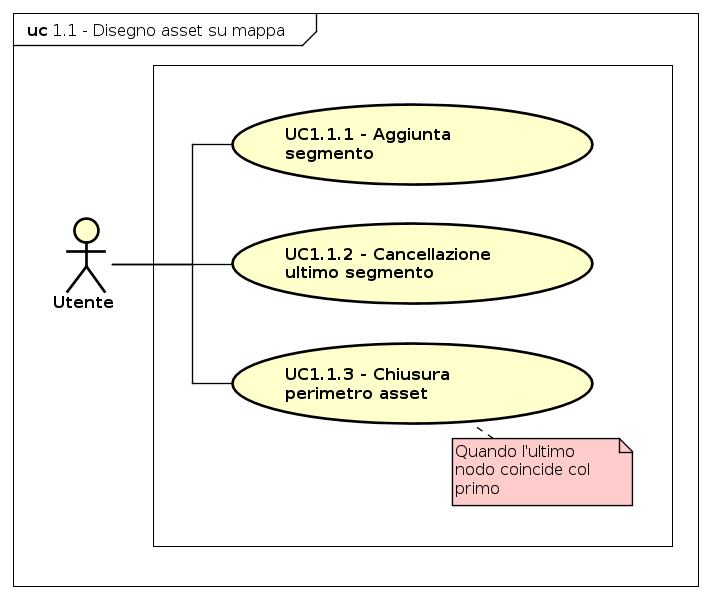 uc 1.1 - Disegno asset su mappa
UC1.1.1 - Aggiunta
segmento
UC1.1.2 - Cancellazione
ultimo segmento
Utente
UC1.1.3 - Chiusura
perimetro asset
Quando l'ultimo
nodo coincide col
primo